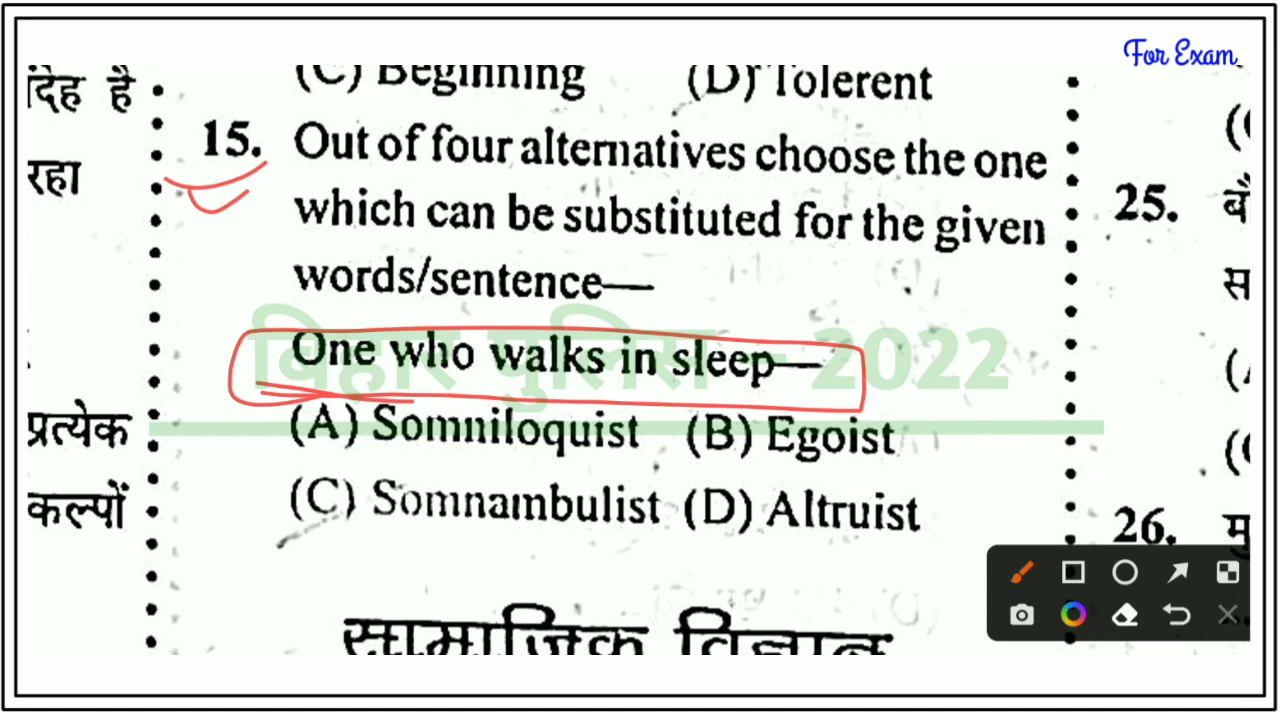 For Exam
(C) Beginning (D) Tolerent
15. Out of four alternatives choose the one
which can be substituted for the given
words/sentence—
One who walks in sleep—
(A) Somniloquist (B) Egoist
(C) Somnambulist (D) Altruist
सामाजिक विज्ञान
है
रहा
प्रत्येक
कल्पों
25.
26.
बिहार पुलिस - 2022